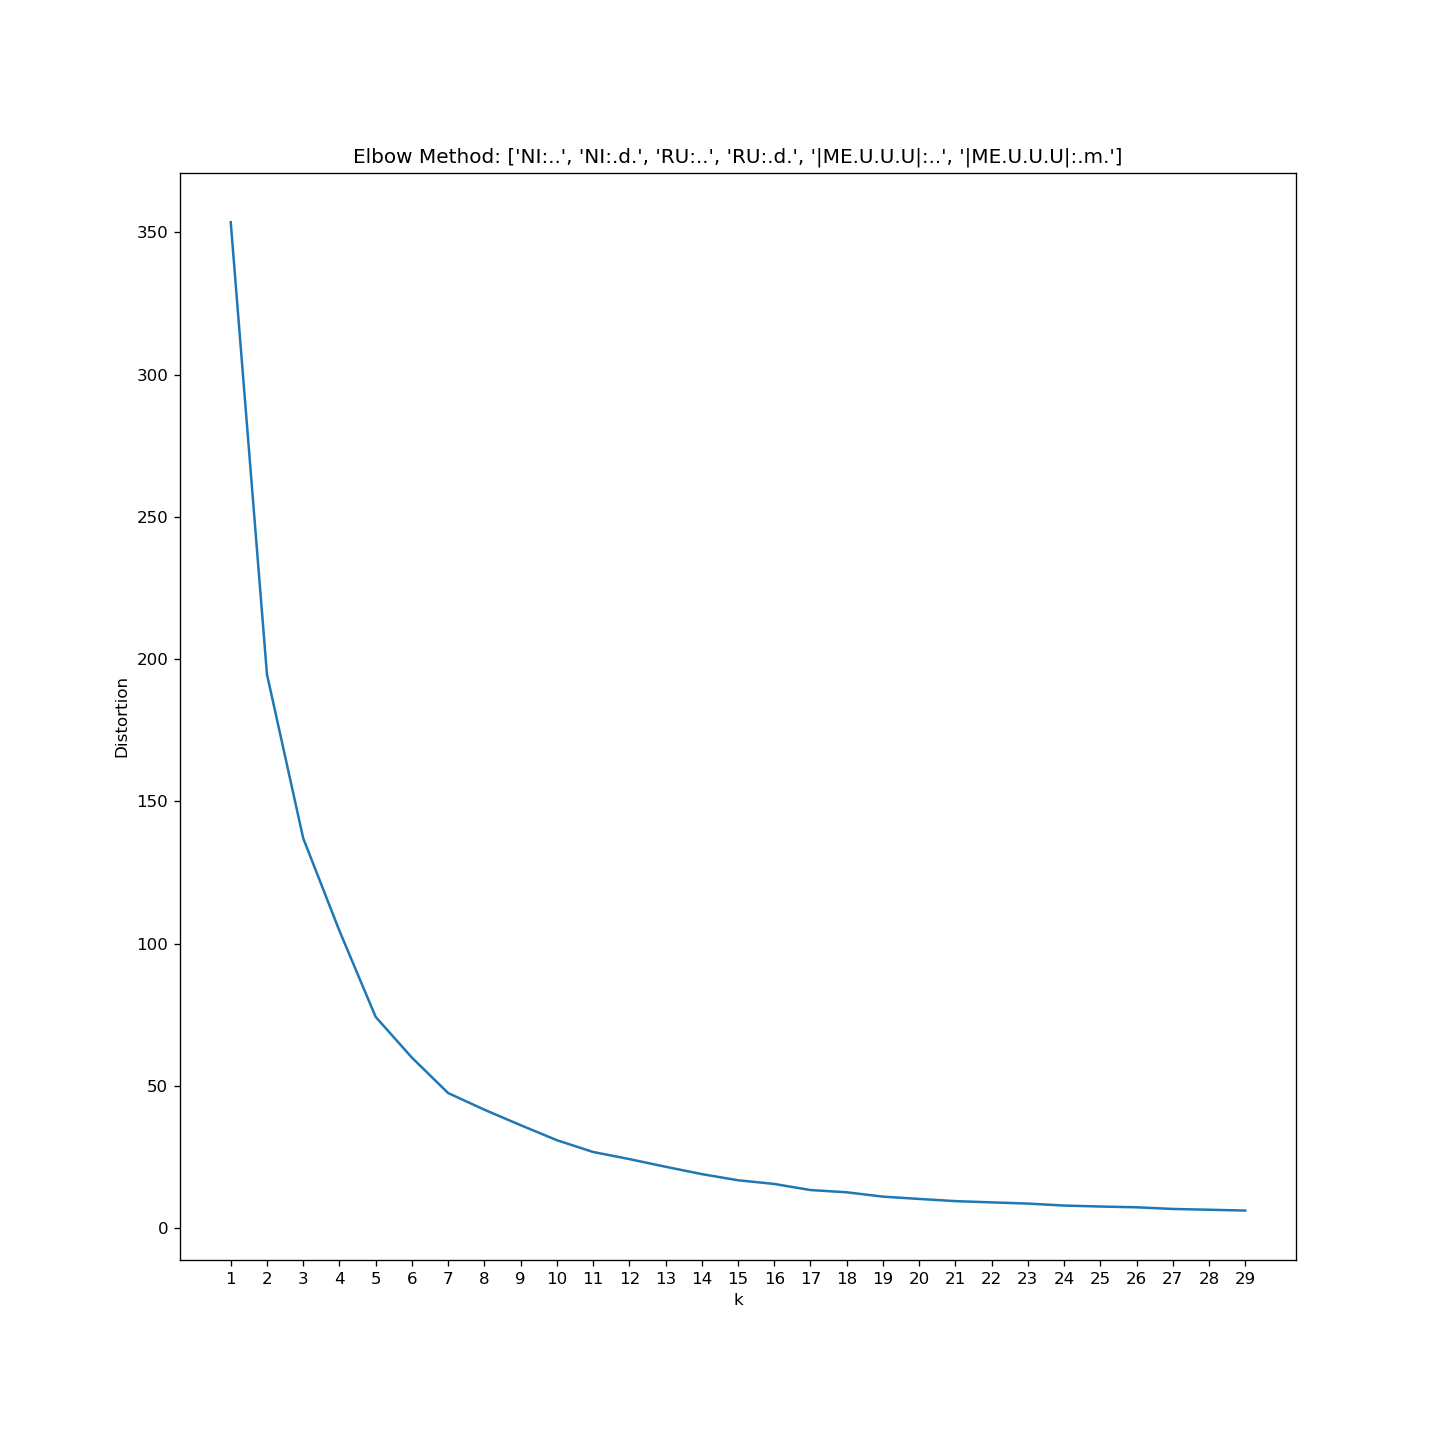 Elbow Method: ['NI:..', 'NI:.d.', 'RU:..', 'RU:.d.', '|ME.U.U.U|:..', '|ME.U.U.U|:.m.']
350
300
250
200
150
100
50
0
Distortion
1 2 3 4 5 6 7 8 9 10 11 12 13 14 15 16 17 18 19 20 21 22 23 24 25 26 27 28 29
k